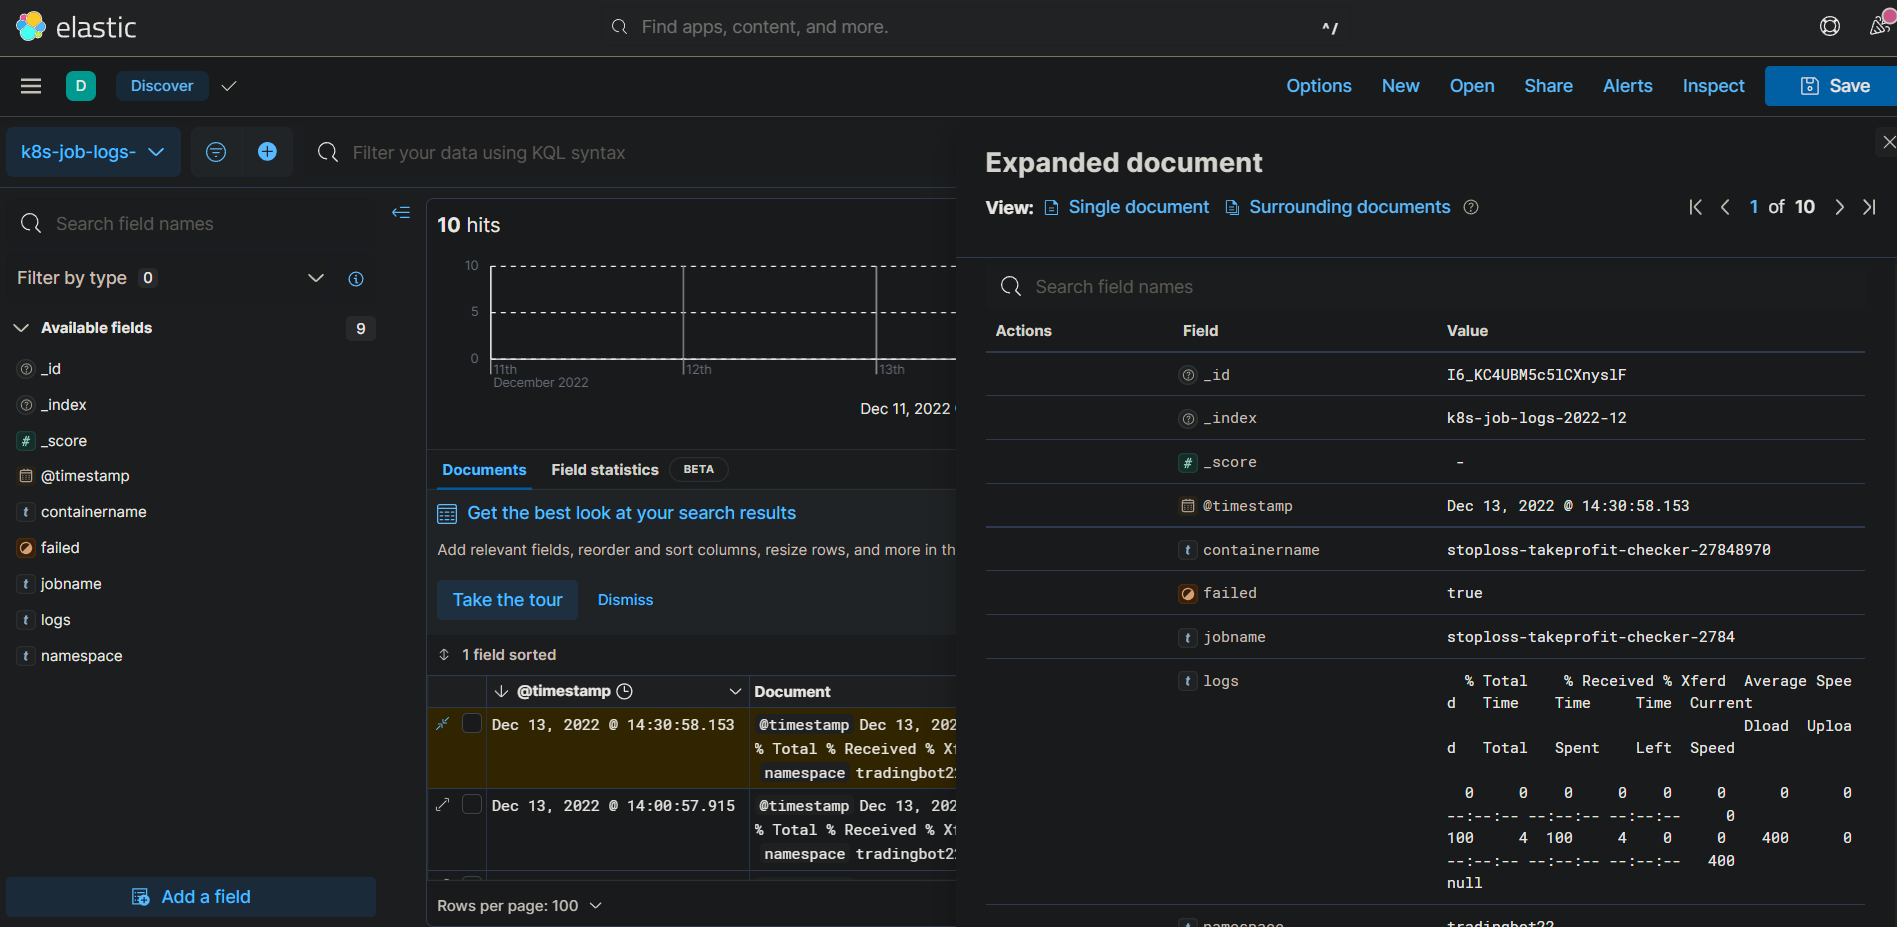 elastic
Find apps, content, and more.
^/
D
Discover
Options
New
Open
Share
Alerts
Inspect
Save
k8s-job-logs-
Filter your data using KQL syntax
Search field names
Filter by type 0
Available fields 9
_id
_index
_score
@timestamp
containername
failed
jobname
logs
namespace
Add a field
10 hits
10
5
0
11th
12th
13th
December 2022
Dec 11, 2022
Documents
Field statistics
BETA
Get the best look at your search results
Add relevant fields, reorder and sort columns, resize rows, and more in th
Take the tour
Dismiss
1 field sorted
@timestamp
Document
Dec 13, 2022 @ 14:30:58.153
@timestamp Dec 13, 202
% Total % Received % X
namespace tradingbot22
Dec 13, 2022 @ 14:00:57.915
@timestamp Dec 13, 202
% Total % Received % X
namespace tradingbot22
Rows per page: 100
Expanded document
View: Single document Surrounding documents
1 of 10
Search field names
Actions Field Value
_id I6_KC4UBM5c5lCXnyslF
_index k8s-job-logs-2022-12
_score -
@timestamp Dec 13, 2022 @ 14:30:58.153
containername stoploss-takeprofit-checker-27848970
failed true
jobname stoploss-takeprofit-checker-2784
logs % Total % Received % Xferd Average Spee
d Time Time Time Current
Dload Uploa
d Total Spent Left Speed
0 0 0 0 0 0 0 0
--:--:-- --:--:-- --:--:-- 0
100 4 100 4 0 0 400 0
--:--:-- --:--:-- --:--:-- 400
null
namespace tradingbot22